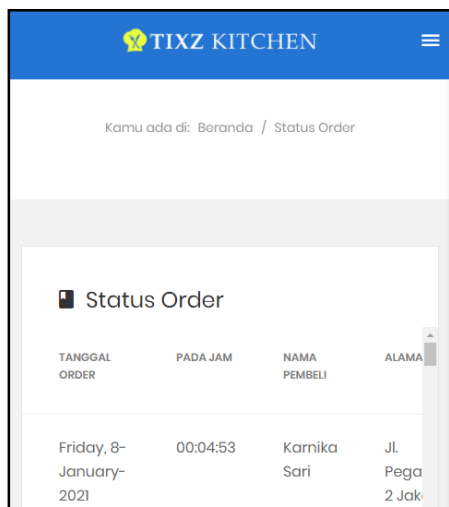 TIXZ KITCHEN
Kamu ada di: Beranda / Status Order
Status Order
TANGGAL ORDER
PADA JAM
NAMA PEMBELI
ALAMA
Friday, 8-January-2021
00:04:53
Karnika Sari
Jl. Pega
2 Jak